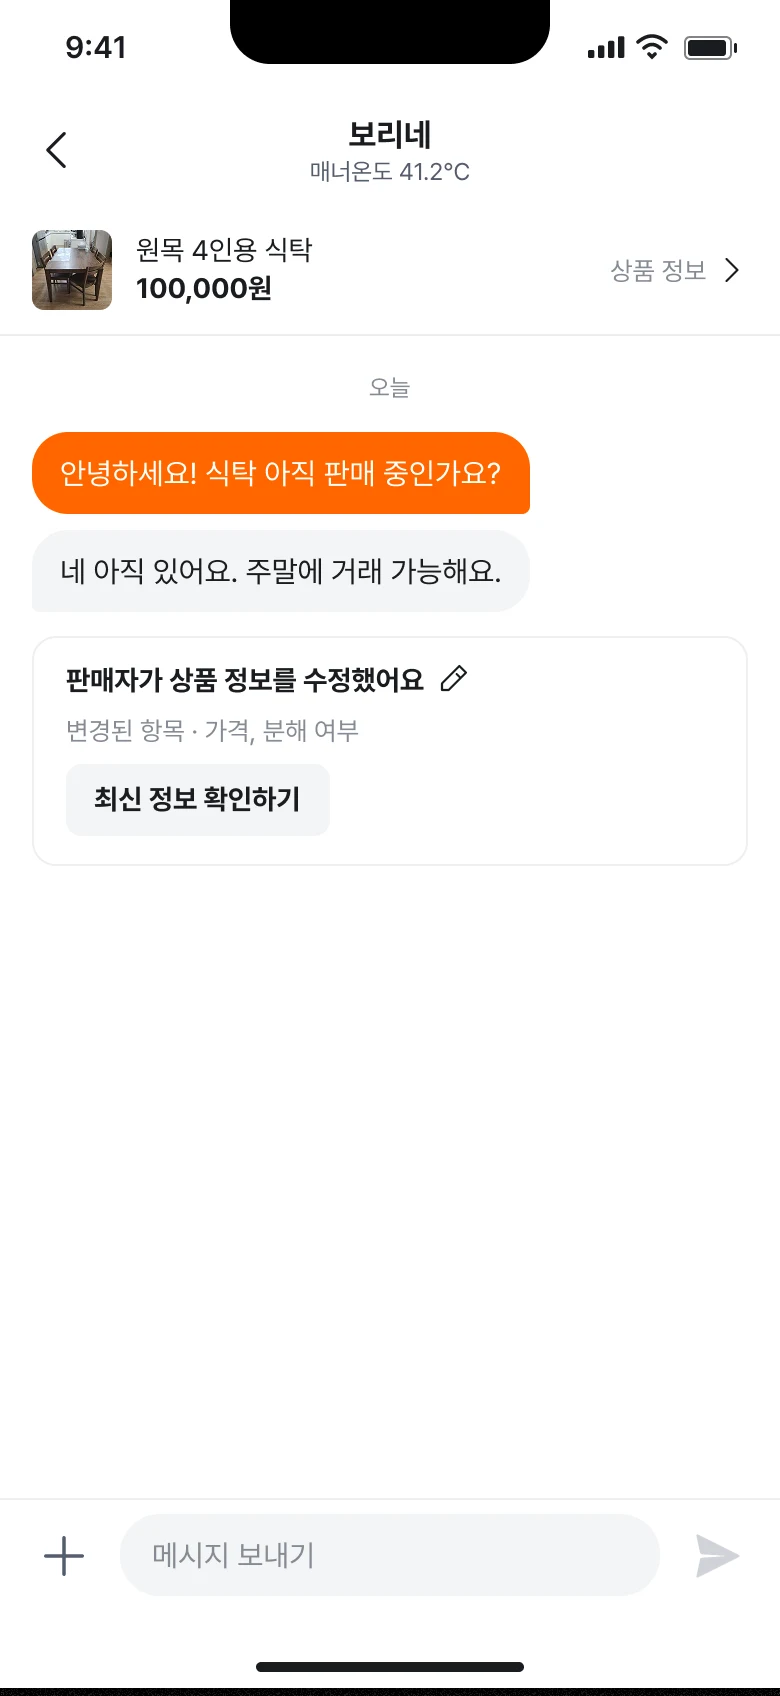 9:41
보리네
매너온도 41.2°C
원목 4인용 식탁
100,000원
상품 정보
오늘
안녕하세요! 식탁 아직 판매 중인가요?
네 아직 있어요. 주말에 거래 가능해요.
판매자가 상품 정보를 수정했어요
변경된 항목 · 가격, 분해 여부
최신 정보 확인하기
메시지 보내기